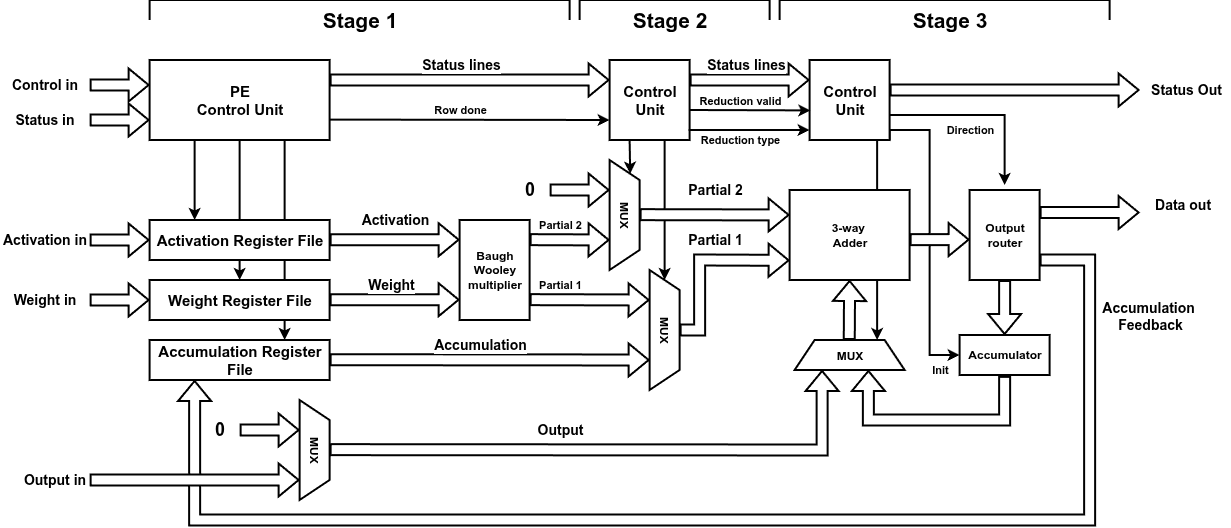 Stage 1
Stage 2
Stage 3
Control in
Status in
PE
Control Unit
Status lines
Row done
Control
Unit
Status lines
Reduction valid
Reduction type
Control
Unit
Status Out
Direction
0
MUX
Partial 2
Activation in
Activation Register File
Activation
Baugh
Wooley
multiplier
Partial 2
3-way
Adder
Output
router
Data out
Partial 1
Weight in
Weight Register File
Weight
Partial 1
MUX
Accumulation
Feedback
Accumulation Register
File
Accumulation
MUX
Accumulator
Init
0
MUX
Output
Output in